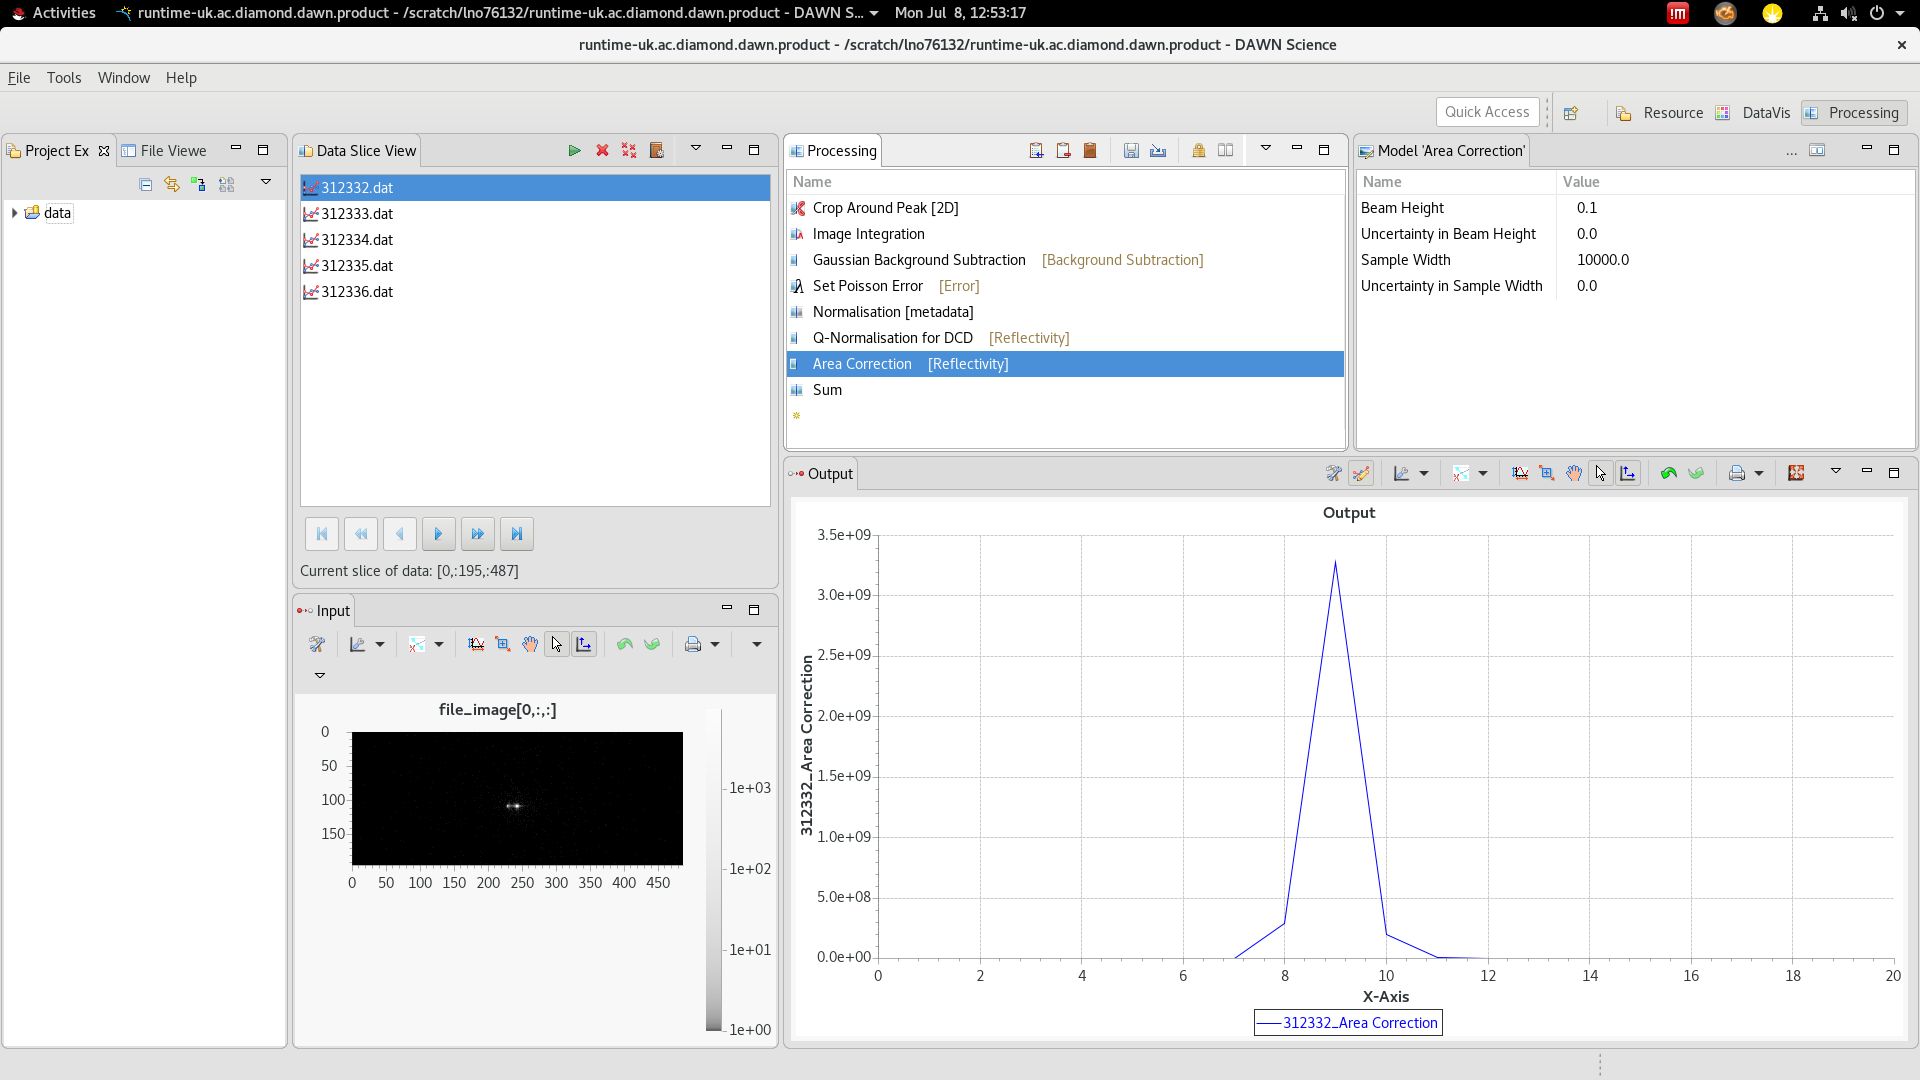 Activities runtime-uk.ac.diamond.dawn.product - /scratch/lno76132/runtime-uk.ac.diamond.dawn.product - DAWN S... Mon Jul 8, 12:53:17
runtime-uk.ac.diamond.dawn.product - /scratch/lno76132/runtime-uk.ac.diamond.dawn.product - DAWN Science
File Tools Window Help
Quick Access Resource DataVis Processing
Project Ex File Viewe
data
Data Slice View
312332.dat
312333.dat
312334.dat
312335.dat
312336.dat
Current slice of data: [0,:195,:487]
Input
file_image[0,:,:]
0
50
100
150
0 50 100 150 200 250 300 350 400 450
1e+03
1e+02
1e+01
1e+00
Processing
Name
Crop Around Peak [2D]
Image Integration
Gaussian Background Subtraction [Background Subtraction]
Set Poisson Error [Error]
Normalisation [metadata]
Q-Normalisation for DCD [Reflectivity]
Area Correction [Reflectivity]
Sum
Model 'Area Correction'
...
Name Value
Beam Height 0.1
Uncertainty in Beam Height 0.0
Sample Width 10000.0
Uncertainty in Sample Width 0.0
Output
Output
312332_Area Correction
3.5e+09
3.0e+09
2.5e+09
2.0e+09
1.5e+09
1.0e+09
5.0e+08
0.0e+00
0 2 4 6 8 10 12 14 16 18 20
X-Axis
312332_Area Correction